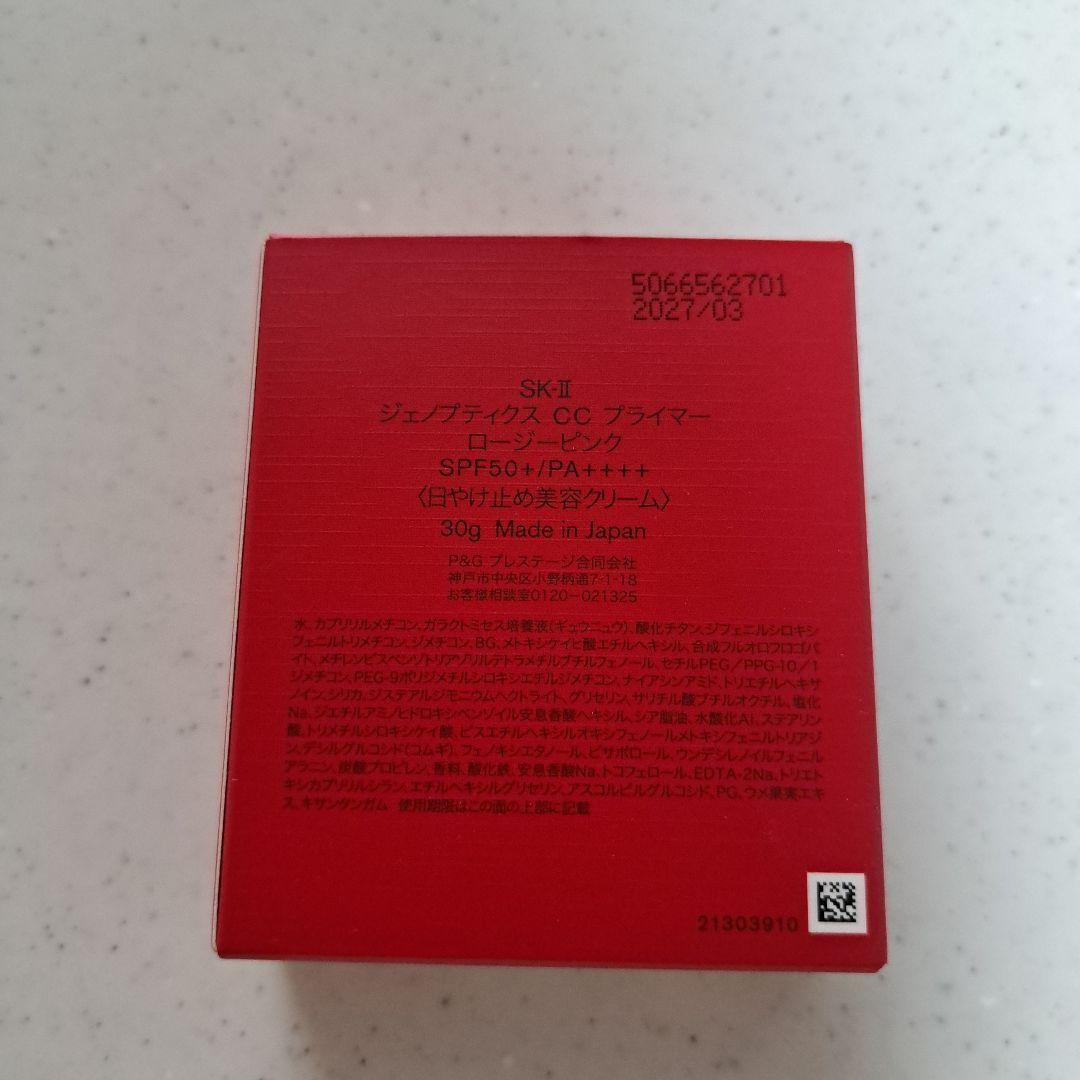 5066562701
2027/03
SK-II
ジェノプティクス CC プライマー
ロージーピンク
SPF50+/PA++++
〈日やけ止め美容クリーム〉
30g Made in Japan
P&G プレステージ合同会社
神戸市中央区小野柄通7-1-18
お客様相談室0120-021325
水、カプリリルメチコン、ガラクトミセス培養液(ギュウニュウ)、酸化チタン、ジフェニルシロキシ
フェニルトリメチコン、ジメチコン、BG、メトキシケイヒ酸エチルヘキシル、合成フルオロフロゴパ
イト、メチレンビスベンゾトリアゾリルテトラメチルブチルフェノール、セチルPEG/PPG-10/1
ジメチコン、PEG-9ポリジメチルシロキシエチルジメチコン、ナイアシンアミド、トリエチルヘキサ
ノイン、シリカ、ジステアルジモニウムヘクトライト、グリセリン、サリチル酸ブチルオクチル、塩化
Na、ジエチルアミノヒドロキシベンゾイル安息香酸ヘキシル、シア脂油、水酸化Al、ステアリン
酸、トリメチルシロキシケイ酸、ビスエチルヘキシルオキシフェノールメトキシフェニルトリアジ
ン、デシルグルコシド(コムギ)、フェノキシエタノール、ビサボロール、ウンデシレノイルフェニル
アラニン、炭酸プロピレン、香料、酸化鉄、安息香酸Na、トコフェロール、EDTA-2Na、トリエト
キシカプリリルシラン、エチルヘキシルグリセリン、アスコルビルグルコシド、PG、ウメ果実エキ
ス、キサンタンガム 使用期限はこの面の上部に記載
21303910